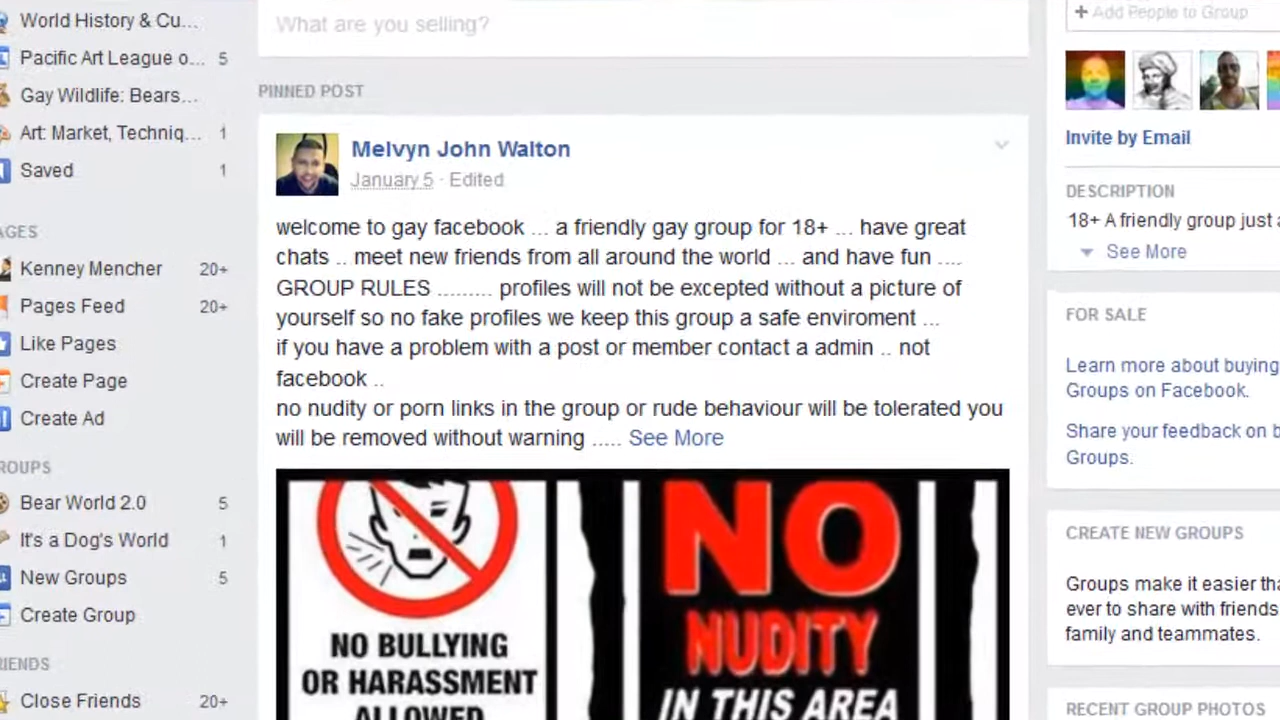 World History & Cu...
Pacific Art League o... 5
Gay Wildlife: Bears...
Art: Market, Techniq... 1
Saved 1
AGES
Kenney Mencher 20+
Pages Feed 20+
Like Pages
Create Page
Create Ad
ROUPS
Bear World 2.0 5
It's a Dog's World 1
New Groups 5
Create Group
RIENDS
Close Friends 20+
What are you selling?
PINNED POST
Melvyn John Walton
January 5 · Edited
welcome to gay facebook ... a friendly gay group for 18+ ... have great
chats .. meet new friends from all around the world ... and have fun ....
GROUP RULES ......... profiles will not be excepted without a picture of
yourself so no fake profiles we keep this group a safe enviroment ...
if you have a problem with a post or member contact a admin .. not
facebook ..
no nudity or porn links in the group or rude behaviour will be tolerated you
will be removed without warning ..... See More
NO BULLYING
OR HARASSMENT
ALLOWED
NO
NUDITY
IN THIS AREA
+ Add People to Group
Invite by Email
DESCRIPTION
18+ A friendly group just a
See More
FOR SALE
Learn more about buying
Groups on Facebook.
Share your feedback on b
Groups.
CREATE NEW GROUPS
Groups make it easier tha
ever to share with friends
family and teammates.
RECENT GROUP PHOTOS